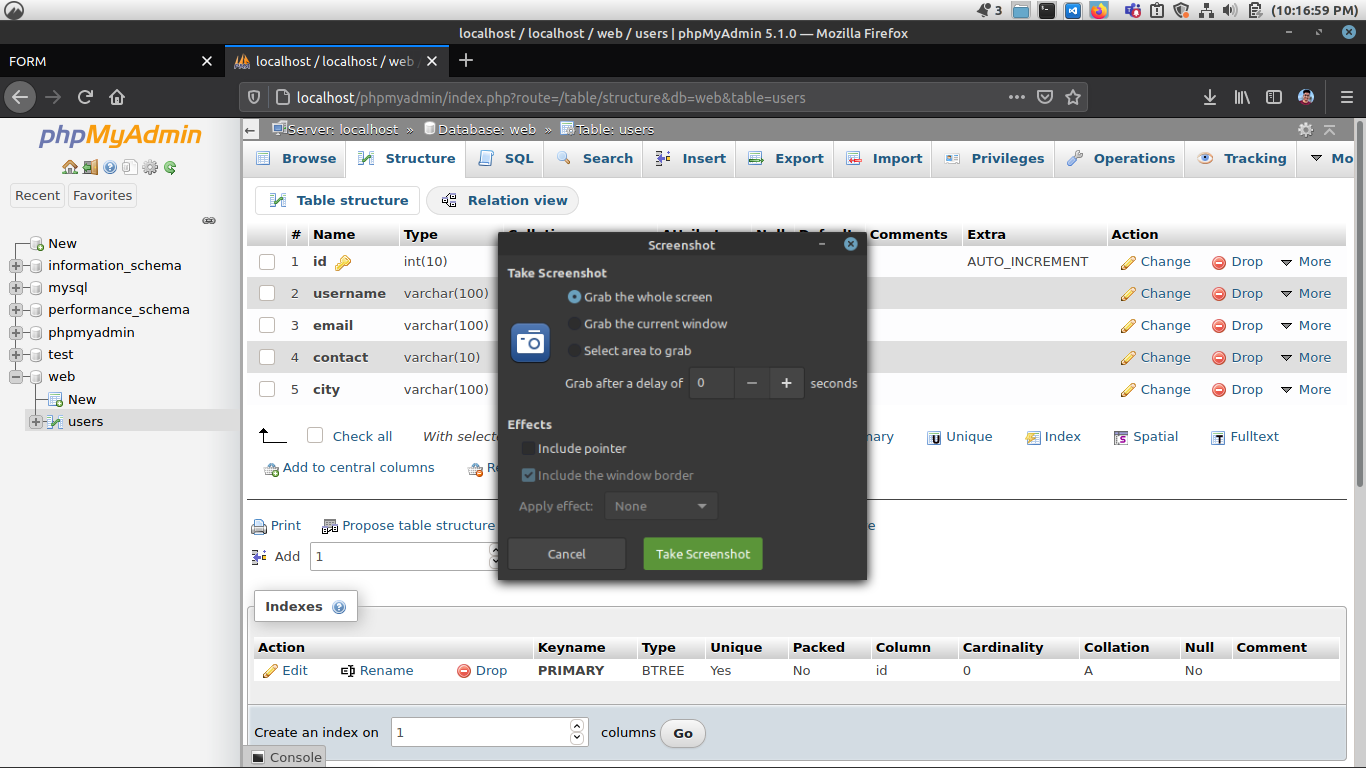 3 (10:16:59 PM)
localhost / localhost / web / users | phpMyAdmin 5.1.0 — Mozilla Firefox
FORM localhost / localhost / web
localhost/phpmyadmin/index.php?route=/table/structure&db=web&table=users
phpMyAdmin
Recent Favorites
New
information_schema
mysql
performance_schema
phpmyadmin
test
web
New
users
Server: localhost » Database: web » Table: users
Browse Structure SQL Search Insert Export Import Privileges Operations Tracking Mo
Table structure Relation view
# Name Type Comments Extra Action
1 id int(10) AUTO_INCREMENT Change Drop More
2 username varchar(100) Change Drop More
3 email varchar(100) Change Drop More
4 contact varchar(10) Change Drop More
5 city varchar(100) Change Drop More
Check all With selecte ary Unique Index Spatial Fulltext
Add to central columns Re
Print Propose table structure
Add 1
Screenshot
Take Screenshot
Grab the whole screen
Grab the current window
Select area to grab
Grab after a delay of 0 − + seconds
Effects
Include pointer
Include the window border
Apply effect: None
Cancel Take Screenshot
Indexes
Action Keyname Type Unique Packed Column Cardinality Collation Null Comment
Edit Rename Drop PRIMARY BTREE Yes No id 0 A No
Create an index on 1 columns Go
Console